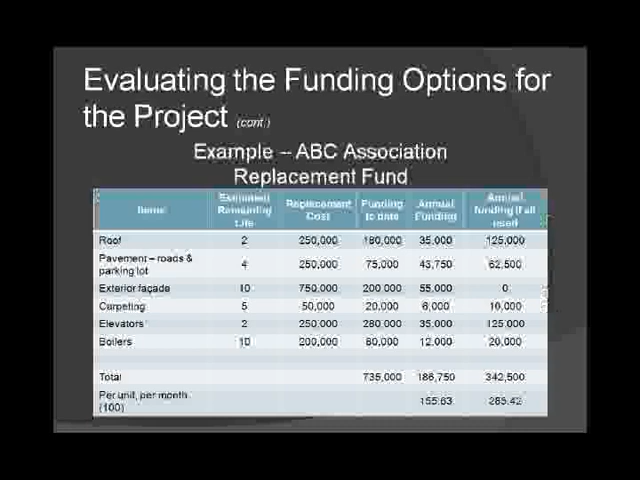 Evaluating the Funding Options for
the Project (cont.)
Example – ABC Association
Replacement Fund
Items Estimated Remaining Life Replacement Cost Funding to date Annual Funding Annual funding if all used
Roof 2 250,000 180,000 35,000 125,000
Pavement – roads & parking lot 4 250,000 75,000 43,750 62,500
Exterior façade 10 750,000 200,000 55,000 0
Carpeting 5 50,000 20,000 6,000 10,000
Elevators 2 250,000 280,000 35,000 125,000
Boilers 10 200,000 80,000 12,000 20,000
Total 735,000 186,750 342,500
Per unit, per month (100) 155.63 285.42